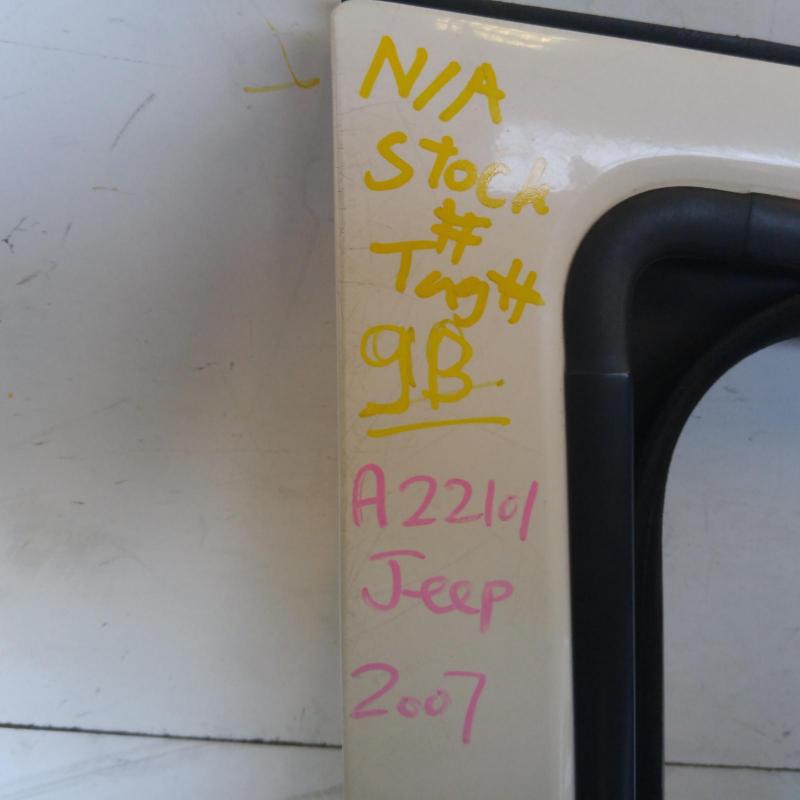 N/A
Stock
#
Tag#
9B
A22101
Jeep
2007